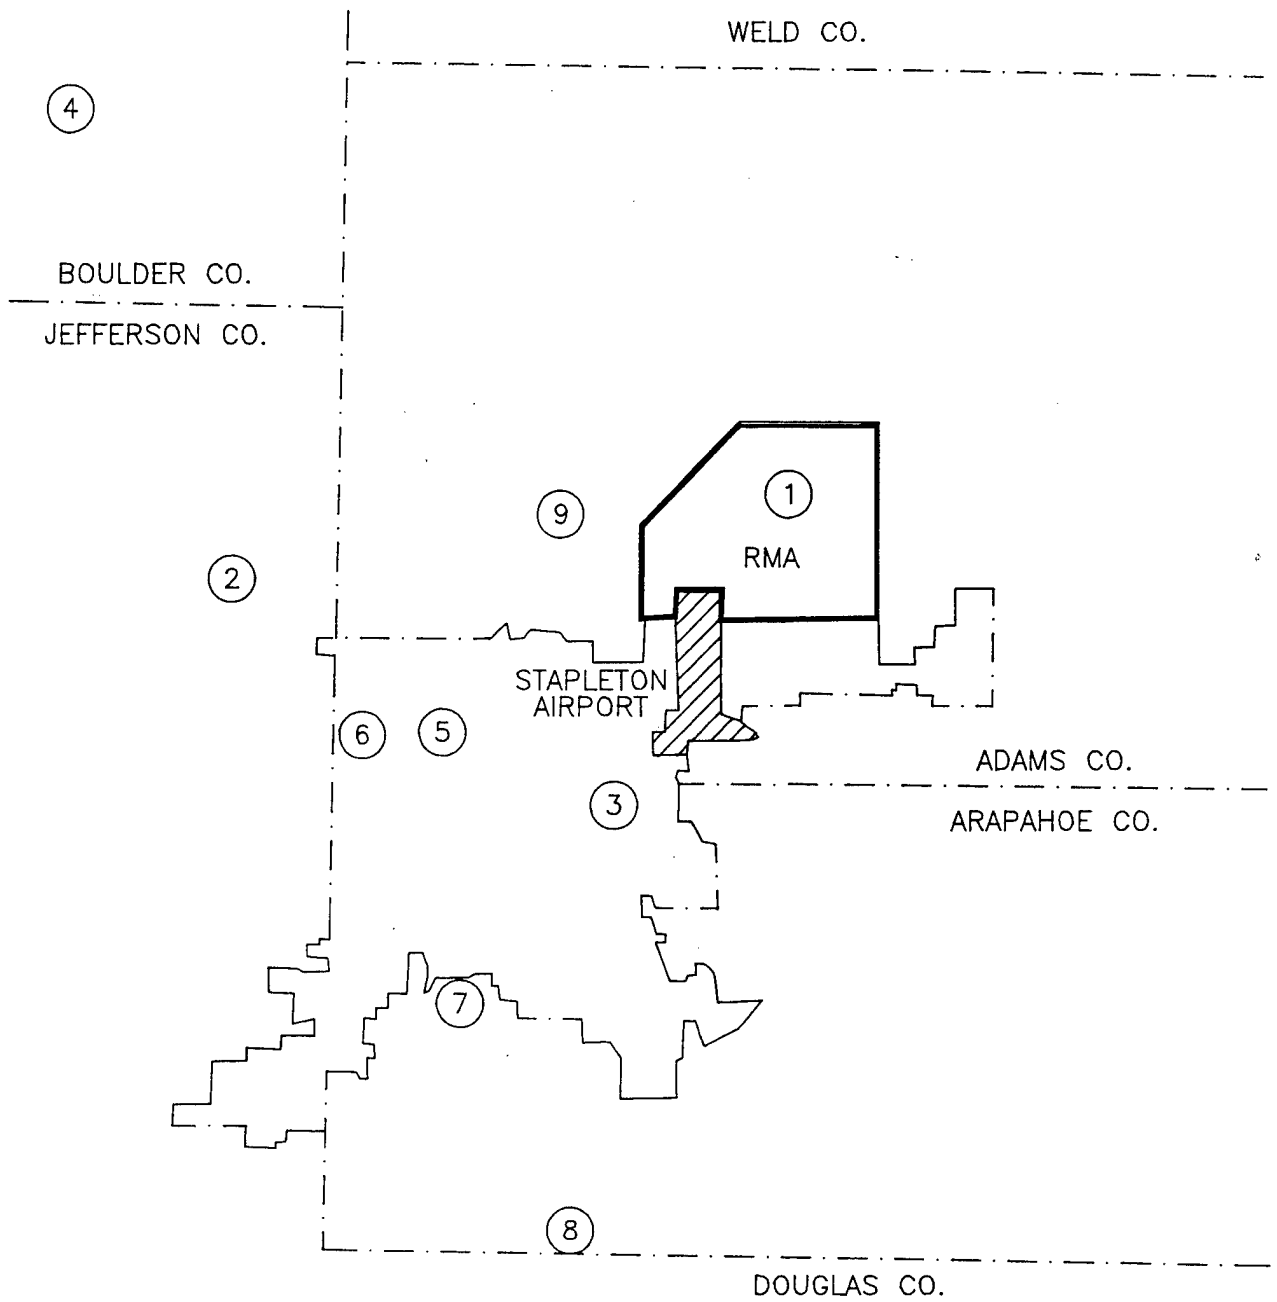 WELD CO.
4
BOULDER CO.
JEFFERSON CO.
1
9
RMA
2
STAPLETON
AIRPORT
6
5
ADAMS CO.
3
ARAPAHOE CO.
7
8
DOUGLAS CO.